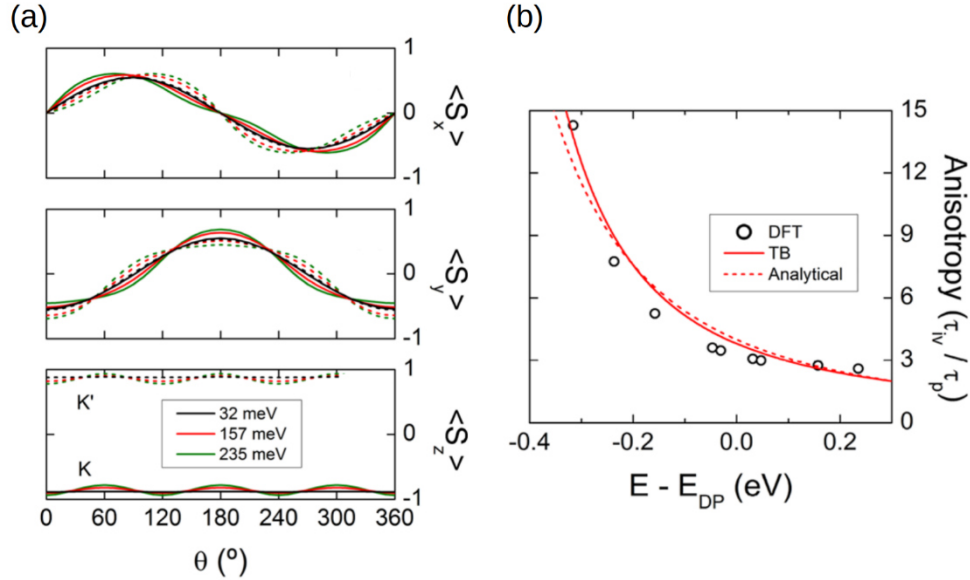 (a)
(b)
1
0
-1
<S_x>
1
0
-1
<S_y>
1
0
-1
<S_z>
K'
K
32 meV
157 meV
235 meV
0 60 120 180 240 300 360
θ (º)
15
12
9
6
3
0
Anisotropy (τ_iv / τ_p)
DFT
TB
Analytical
-0.4 -0.2 0.0 0.2
E - E_DP (eV)